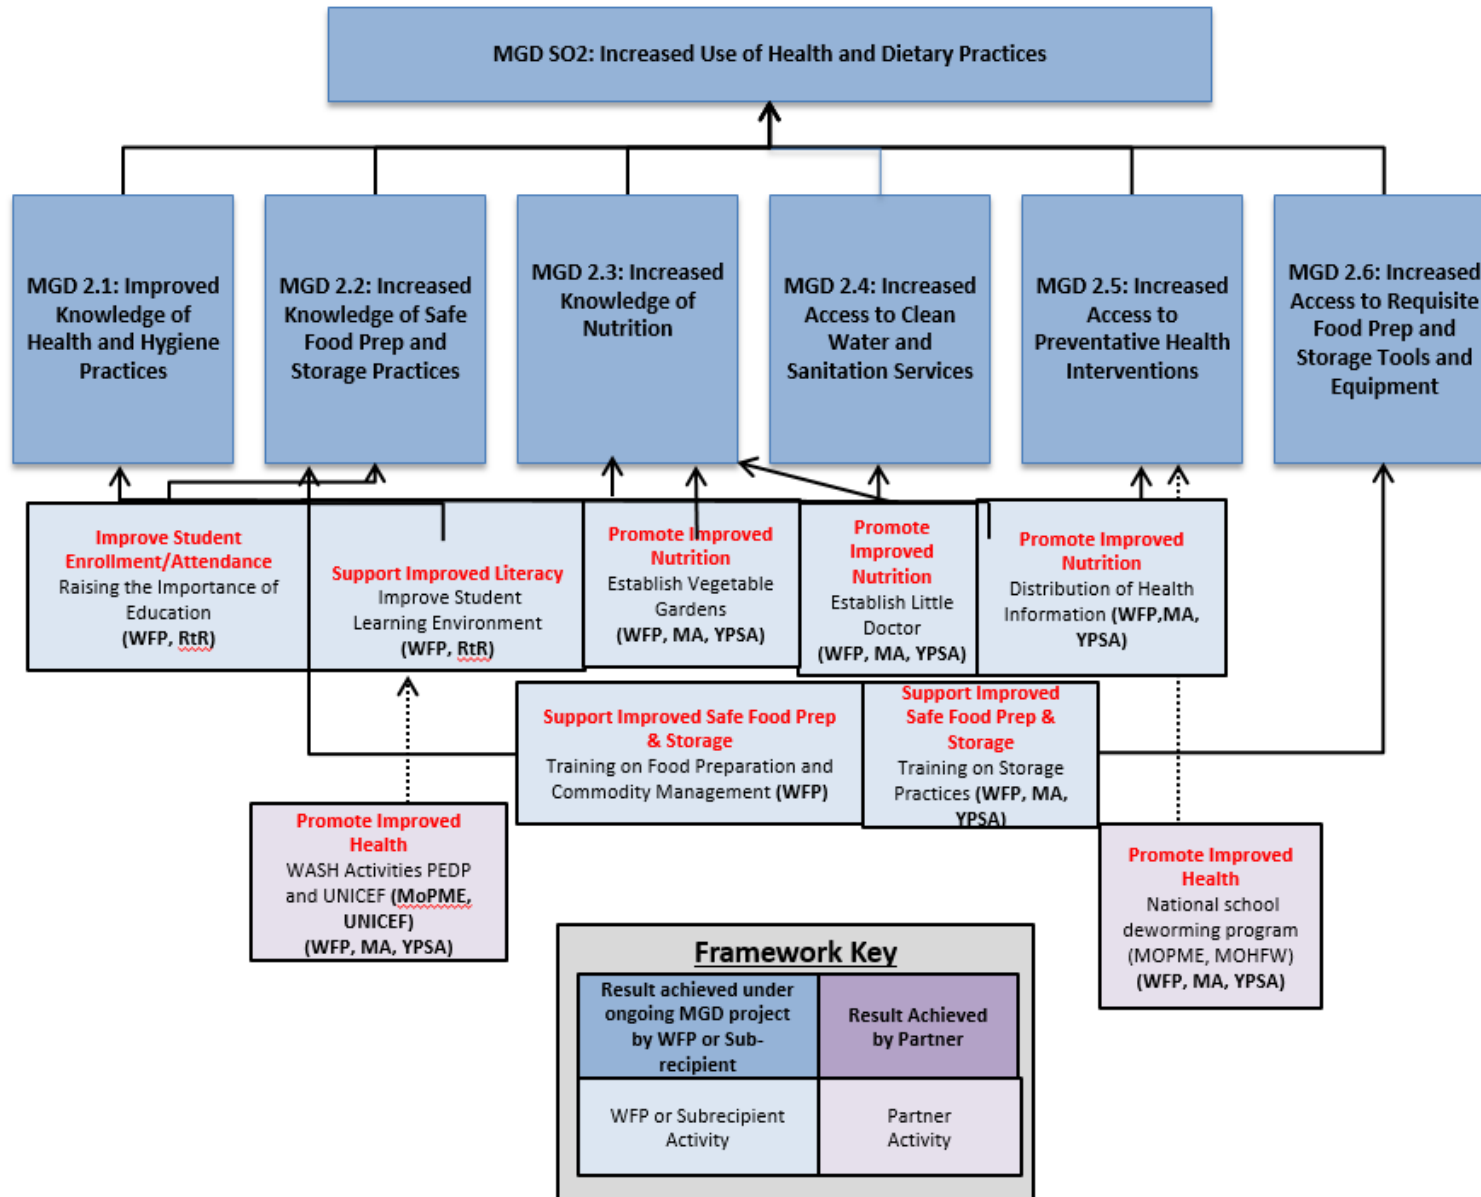 MGD SO2: Increased Use of Health and Dietary Practices
MGD 2.1: Improved
Knowledge of
Health and Hygiene
Practices
MGD 2.2: Increased
Knowledge of Safe
Food Prep and
Storage Practices
MGD 2.3: Increased
Knowledge of
Nutrition
MGD 2.4: Increased
Access to Clean
Water and
Sanitation Services
MGD 2.5: Increased
Access to
Preventative Health
Interventions
MGD 2.6: Increased
Access to Requisite
Food Prep and
Storage Tools and
Equipment
Improve Student
Enrollment/Attendance
Raising the Importance of
Education
(WFP, RtR)
Support Improved Literacy
Improve Student
Learning Environment
(WFP, RtR)
Promote Improved
Nutrition
Establish Vegetable
Gardens
(WFP, MA, YPSA)
Promote
Improved
Nutrition
Establish Little
Doctor
(WFP, MA, YPSA)
Promote Improved
Nutrition
Distribution of Health
Information (WFP,MA,
YPSA)
Support Improved Safe Food Prep
& Storage
Training on Food Preparation and
Commodity Management (WFP)
Support Improved
Safe Food Prep &
Storage
Training on Storage
Practices (WFP, MA,
YPSA)
Promote Improved
Health
WASH Activities PEDP
and UNICEF (MoPME,
UNICEF)
(WFP, MA, YPSA)
Promote Improved
Health
National school
deworming program
(MOPME, MOHFW)
(WFP, MA, YPSA)
Framework Key
Result achieved under
ongoing MGD project
by WFP or Sub-
recipient
Result Achieved
by Partner
WFP or Subrecipient
Activity
Partner
Activity